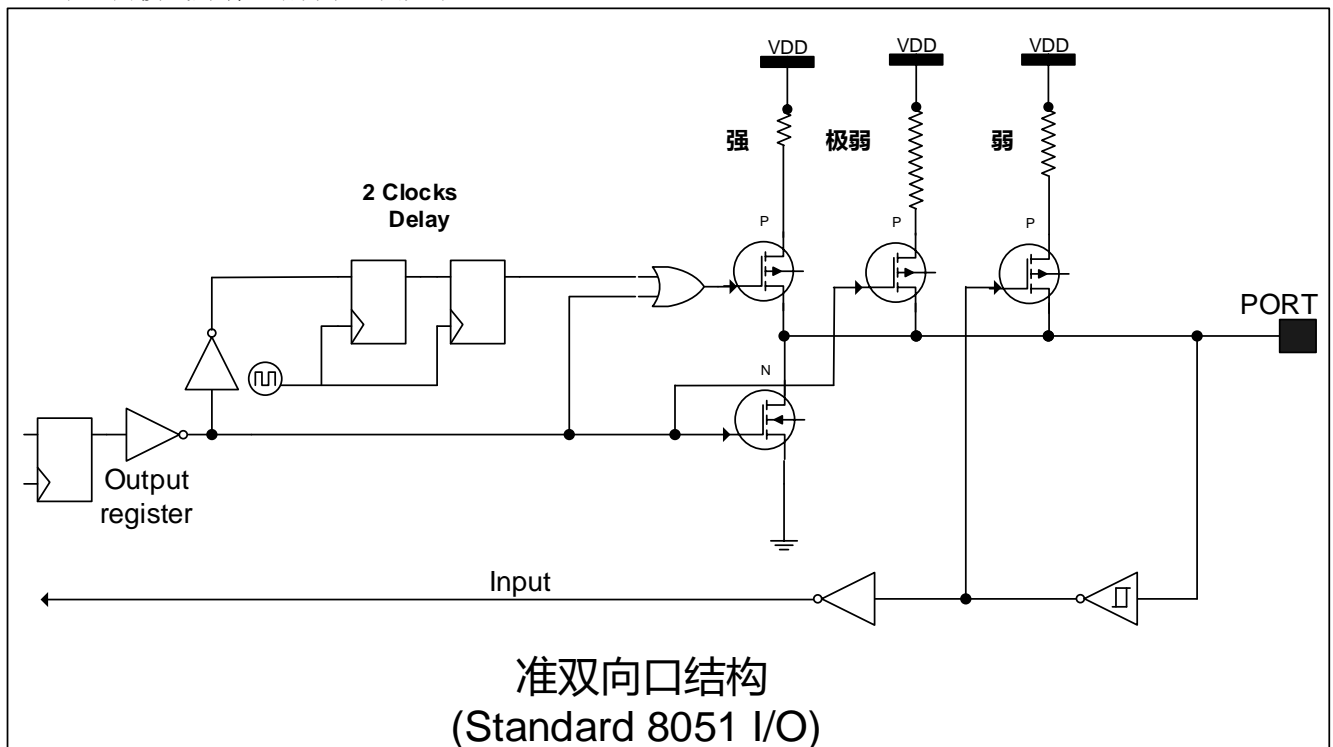 VDD
VDD
VDD
强
极弱
弱
2 Clocks
Delay
P
P
P
PORT
N
Output
register
Input
准双向口结构
(Standard 8051 I/O)